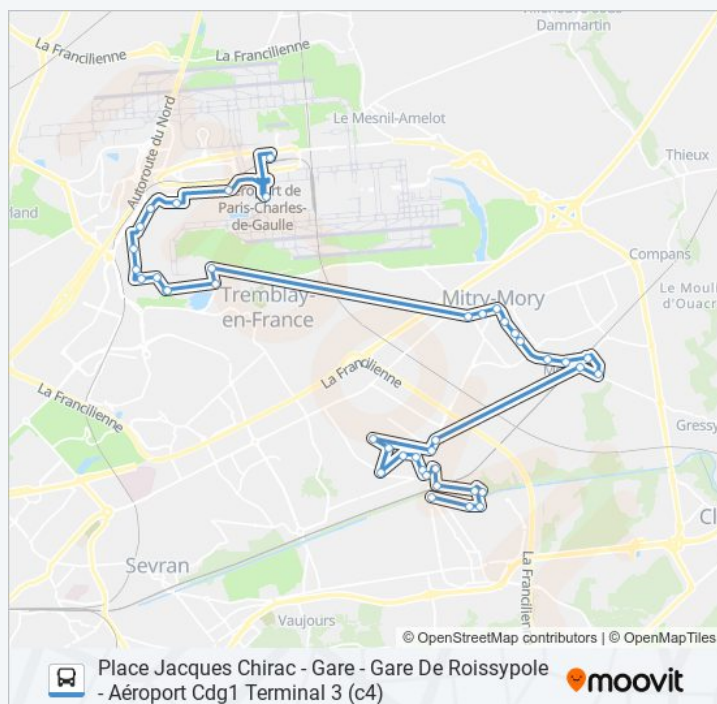 Dammartin
La Francilienne
La Francilienne
Autoroute du Nord
Le Mesnil-Amelot
Thieux
Aéroport de
Paris-Charles-
de-Gaulle
Compans
Tremblay-
en-France
Mitry-Mory
Le Mouli
d'Ouacr
La Francilienne
La Francilienne
Gressy
Cl
La Francilienne
Sevran
Vaujours
© OpenStreetMap contributors | © OpenMapTiles
Place Jacques Chirac - Gare - Gare De Roissypole
- Aéroport Cdg1 Terminal 3 (c4)
moovit